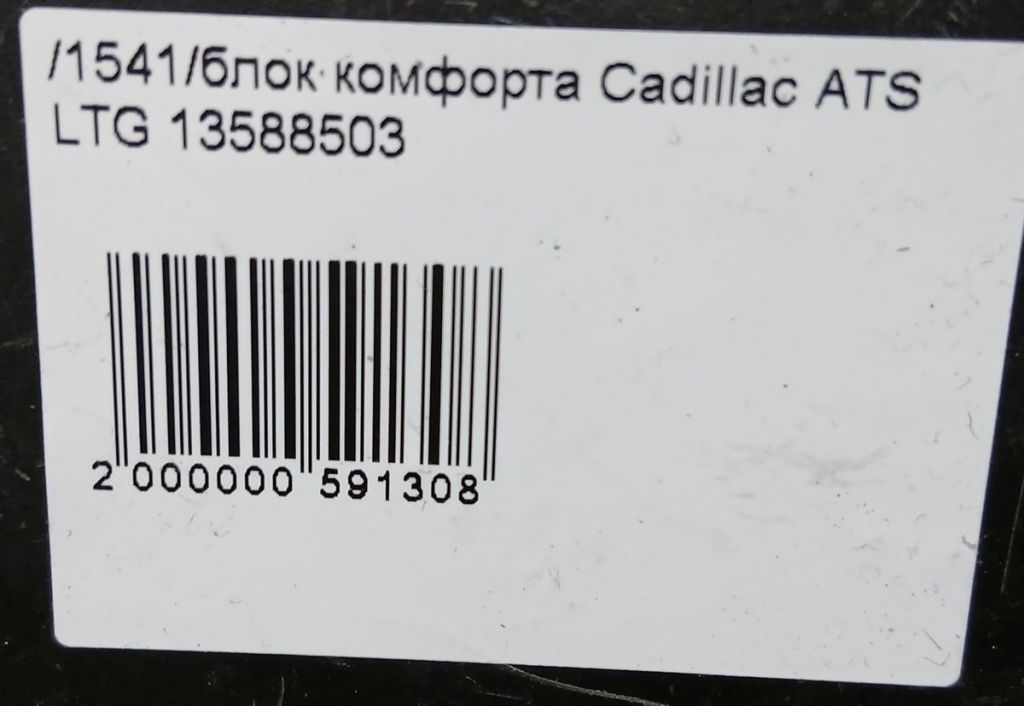 /1541/блок комфорта Cadillac ATS
LTG 13588503
2 000000 591308